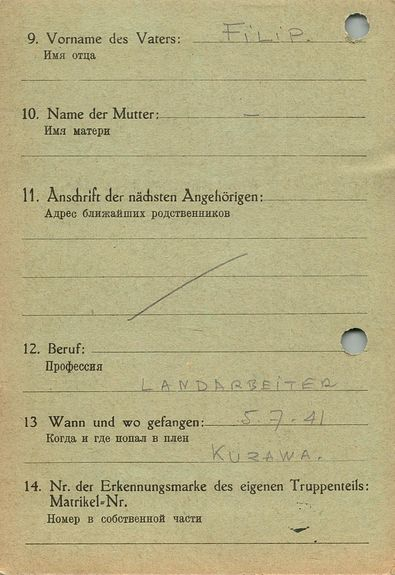 9. Vorname des Vaters: FILIP.
Имя отца
10. Name der Mutter: —
Имя матери
11. Anschrift der nächsten Angehörigen:
Адрес ближайших родственников
12. Beruf:
Профессия
LANDARBEITER
13 Wann und wo gefangen: 5.7.41
Когда и где попал в плен
KURAWA.
14. Nr. der Erkennungsmarke des eigenen Truppenteils:
Matrikel-Nr.
Номер в собственной части